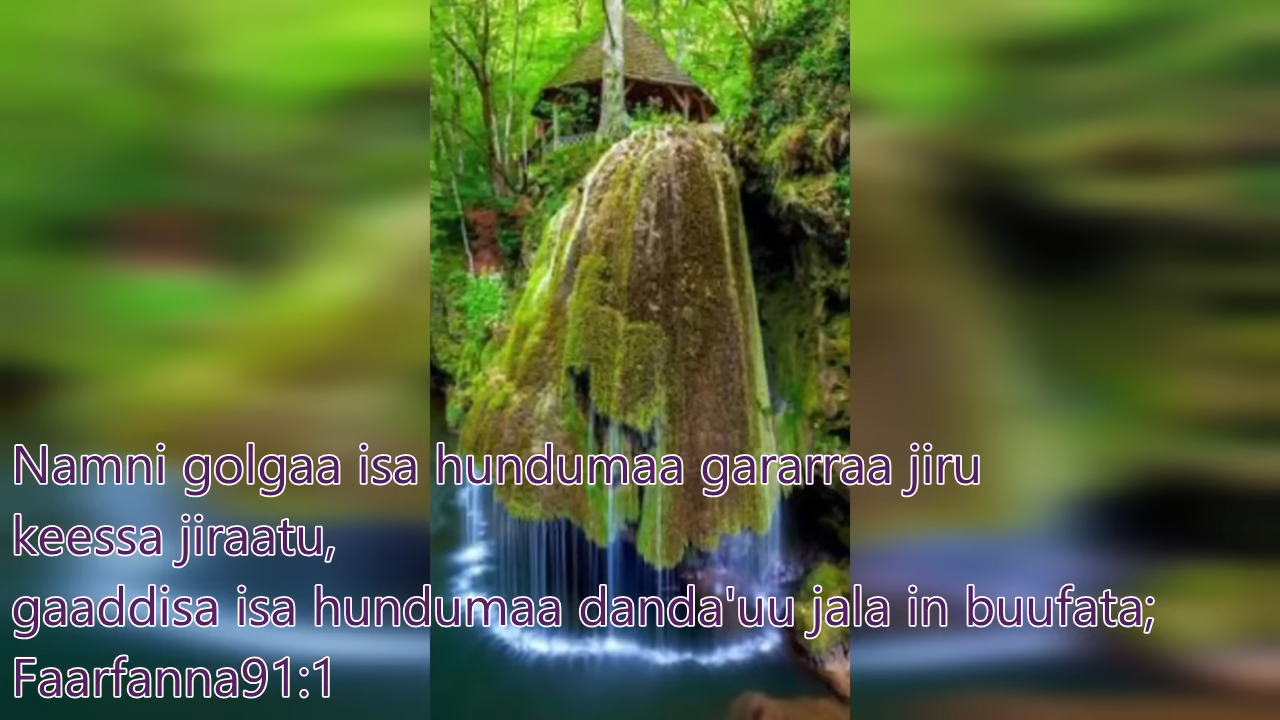 Namni golgaa isa hundumaa gararraa jiru
keessa jiraatu,
gaaddisa isa hundumaa danda'uu jala in buufata;
Faarfanna91:1